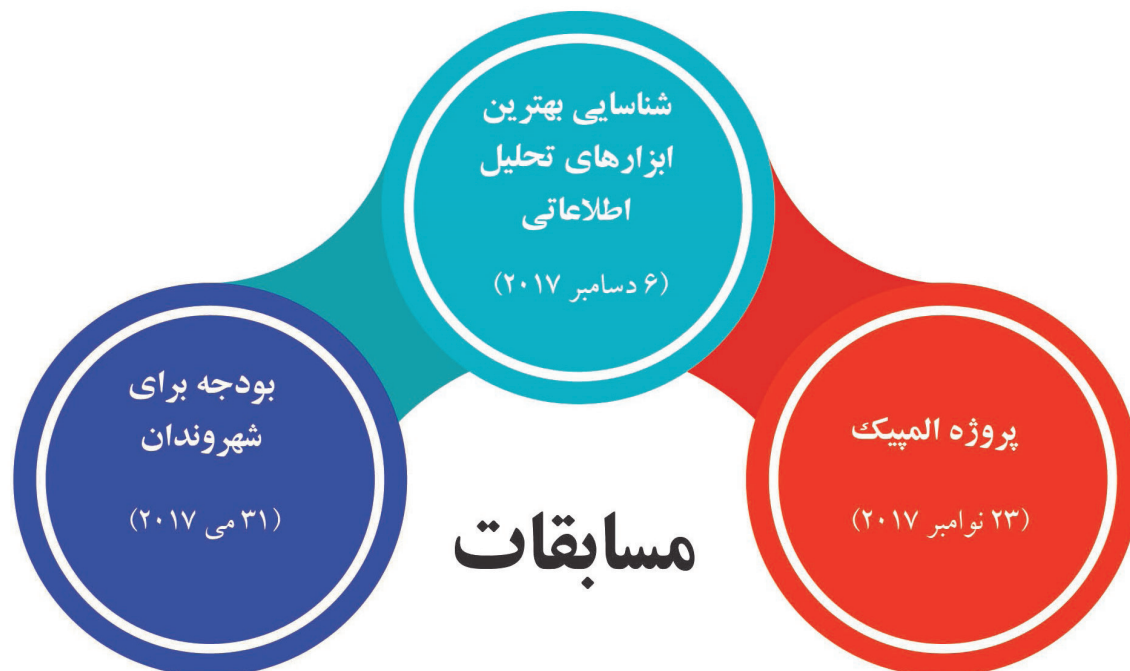 شناسایی بهترین
ابزارهای تحلیل
اطلاعاتی
(۶ دسامبر ۲۰۱۷)
پروژه المپیک
(۲۳ نوامبر ۲۰۱۷)
بودجه برای
شهروندان
(۳۱ می ۲۰۱۷)
مسابقات